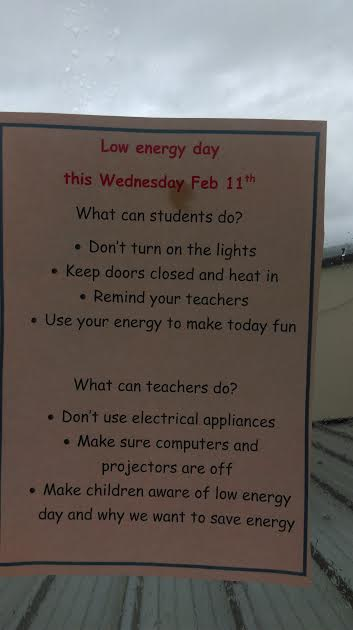 Low energy day
this Wednesday Feb 11th
What can students do?
• Don't turn on the lights
• Keep doors closed and heat in
• Remind your teachers
• Use your energy to make today fun
What can teachers do?
• Don't use electrical appliances
• Make sure computers and
projectors are off
• Make children aware of low energy
day and why we want to save energy